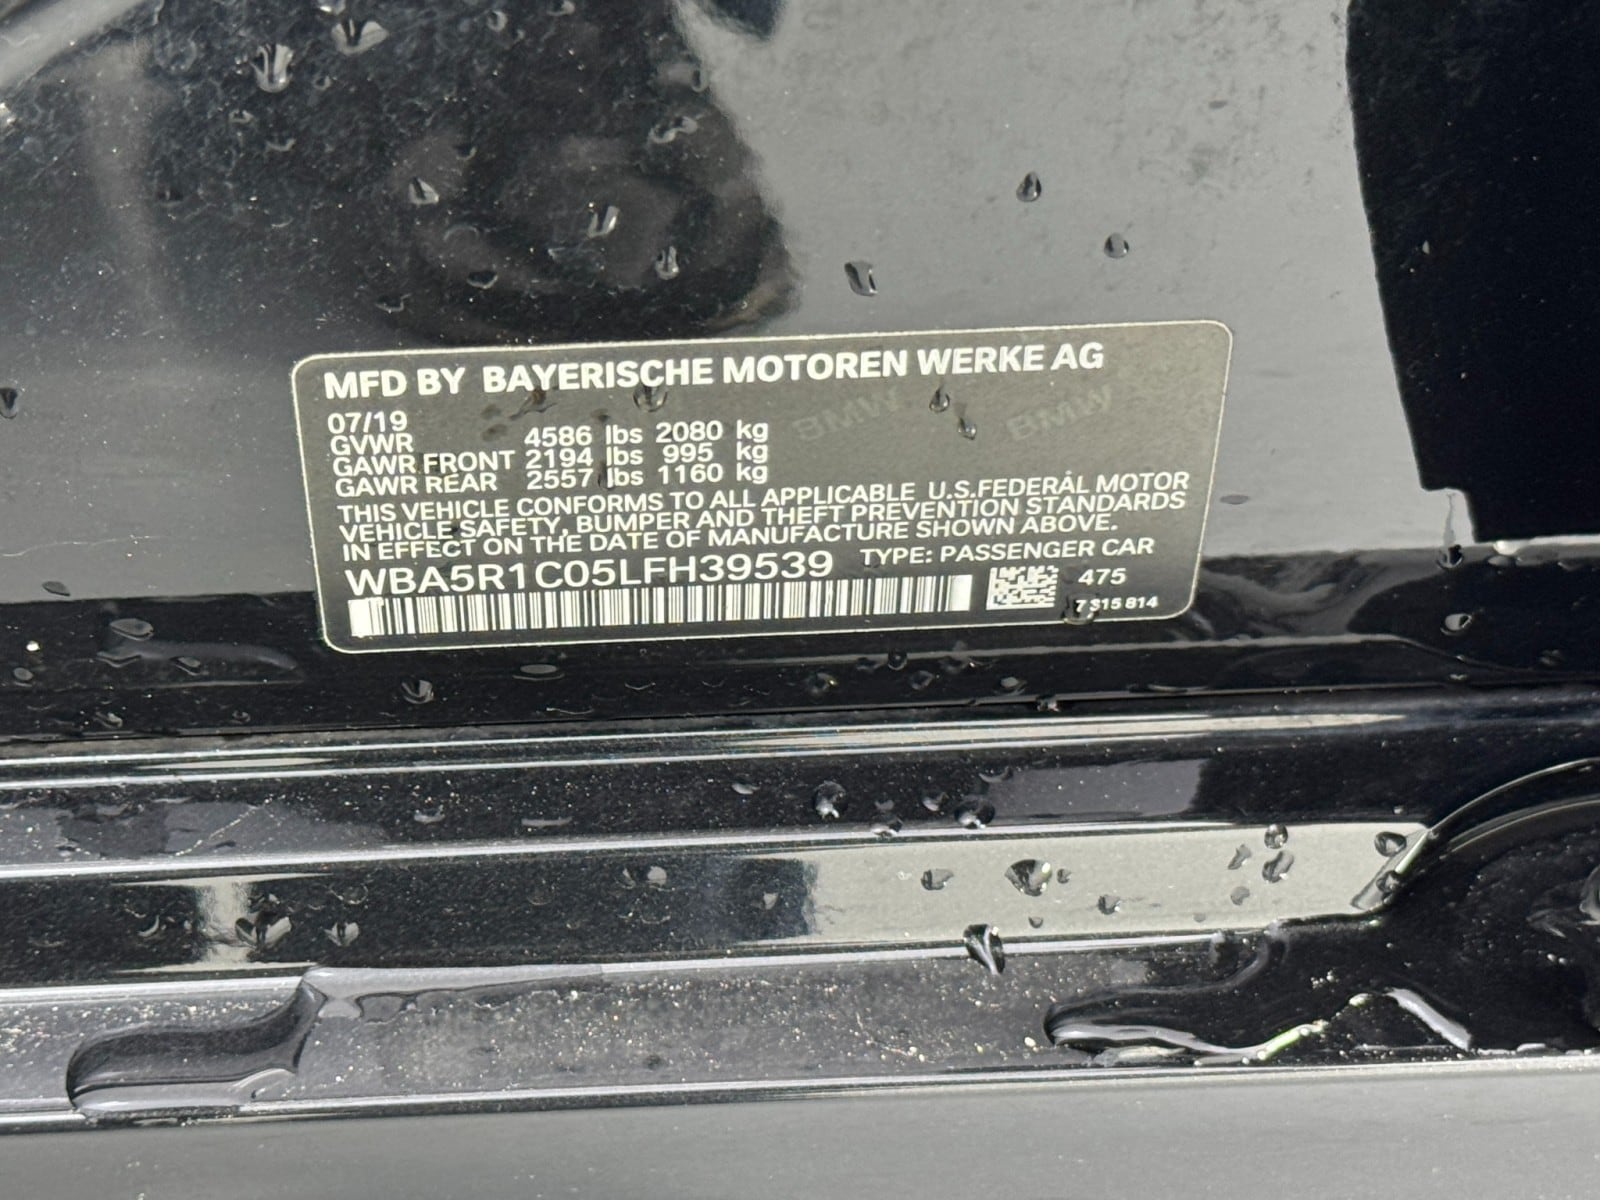 MFD BY BAYERISCHE MOTOREN WERKE AG
07/19
GVWR 4586 lbs 2080 kg
GAWR FRONT 2194 lbs 995 kg
GAWR REAR 2557 lbs 1160 kg
THIS VEHICLE CONFORMS TO ALL APPLICABLE U.S.FEDERAL MOTOR
VEHICLE SAFETY, BUMPER AND THEFT PREVENTION STANDARDS
IN EFFECT ON THE DATE OF MANUFACTURE SHOWN ABOVE.
WBA5R1C05LFH39539 TYPE: PASSENGER CAR
475
7 315 814
BMW BMW